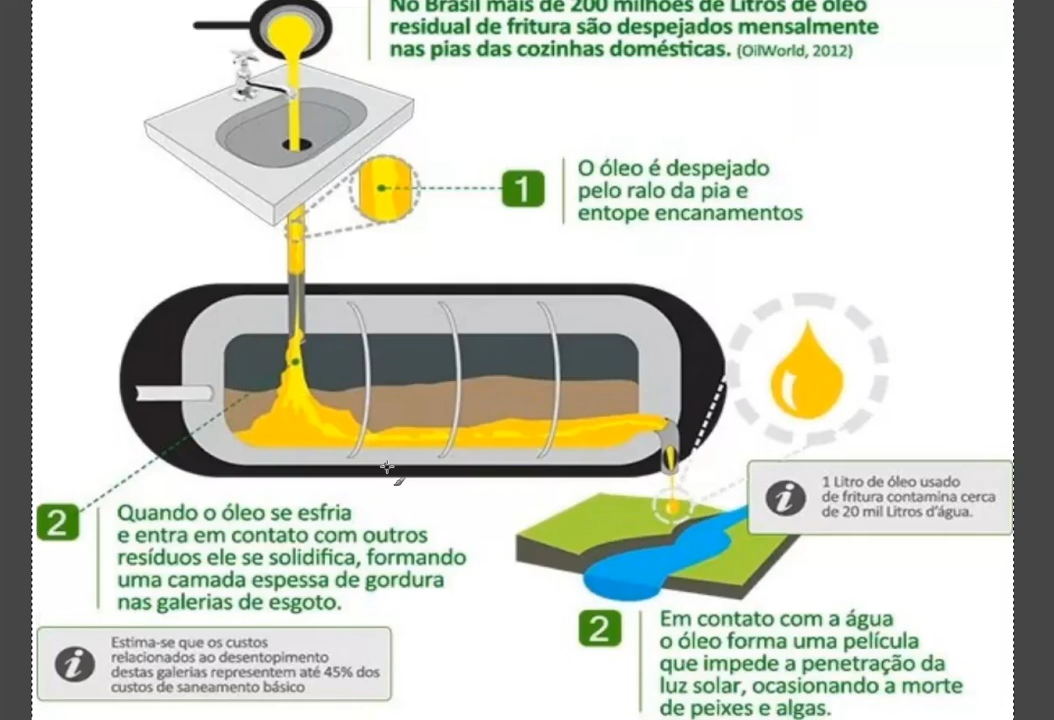 No Brasil mais de 200 milhões de Litros de óleo
residual de fritura são despejados mensalmente
nas pias das cozinhas domésticas. (OilWorld, 2012)
1
O óleo é despejado
pelo ralo da pia e
entope encanamentos
i
1 Litro de óleo usado
de fritura contamina cerca
de 20 mil Litros d'água.
2
Quando o óleo se esfria
e entra em contato com outros
resíduos ele se solidifica, formando
uma camada espessa de gordura
nas galerias de esgoto.
i
Estima-se que os custos
relacionados ao desentopimento
destas galerias representem até 45% dos
custos de saneamento básico
2
Em contato com a água
o óleo forma uma película
que impede a penetração da
luz solar, ocasionando a morte
de peixes e algas.